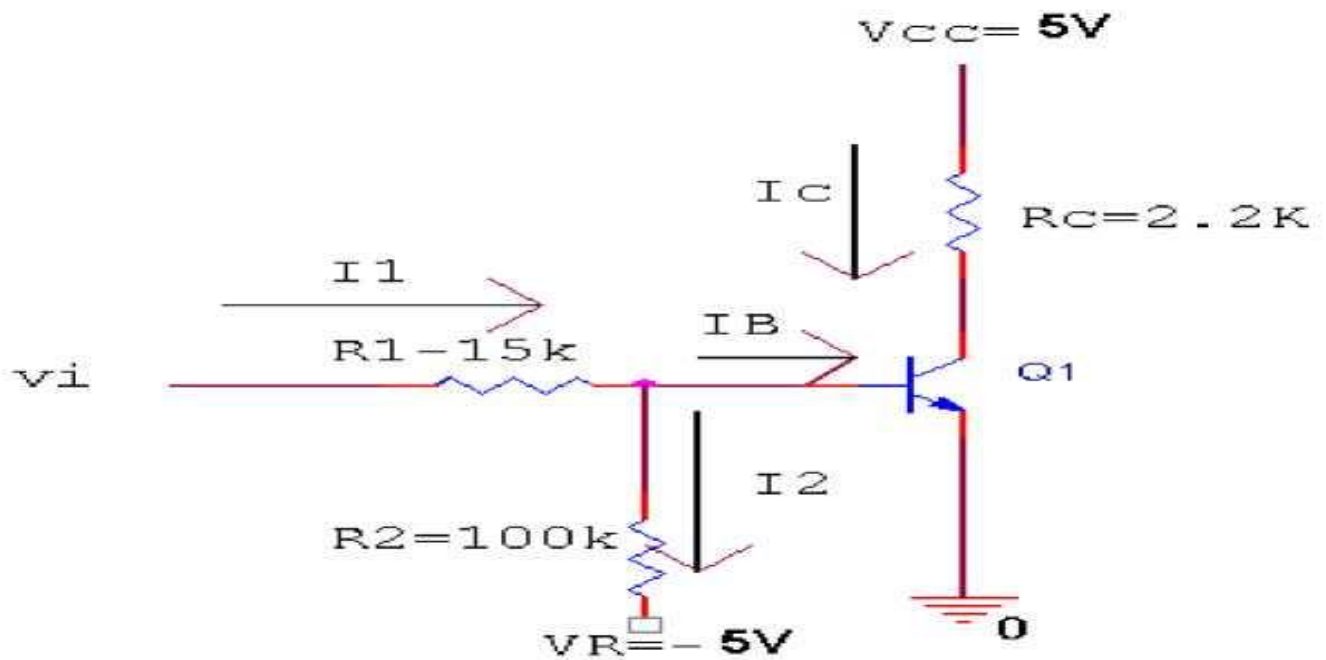 Vcc= 5V
Ic
Rc=2.2K
I1
IB
R1-15k
vi
Q1
I2
R2=100k
VR=- 5V
0